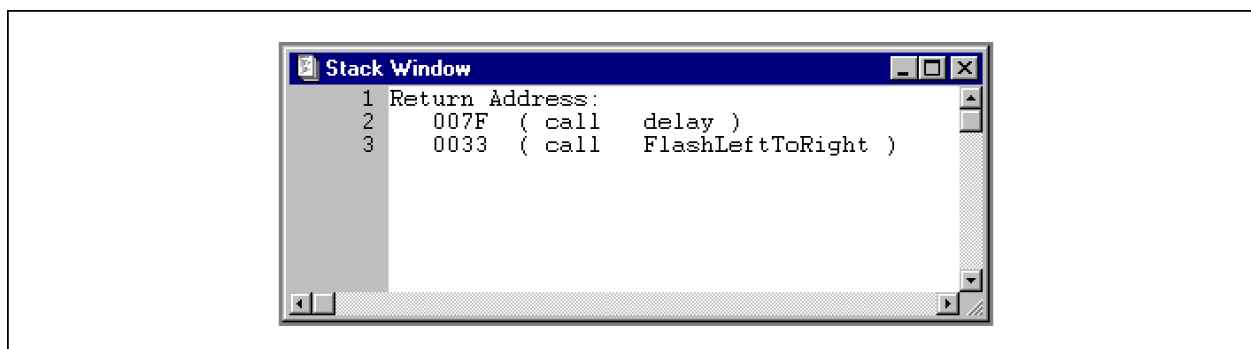 Stack Window
1 Return Address:
2 007F ( call delay )
3 0033 ( call FlashLeftToRight )